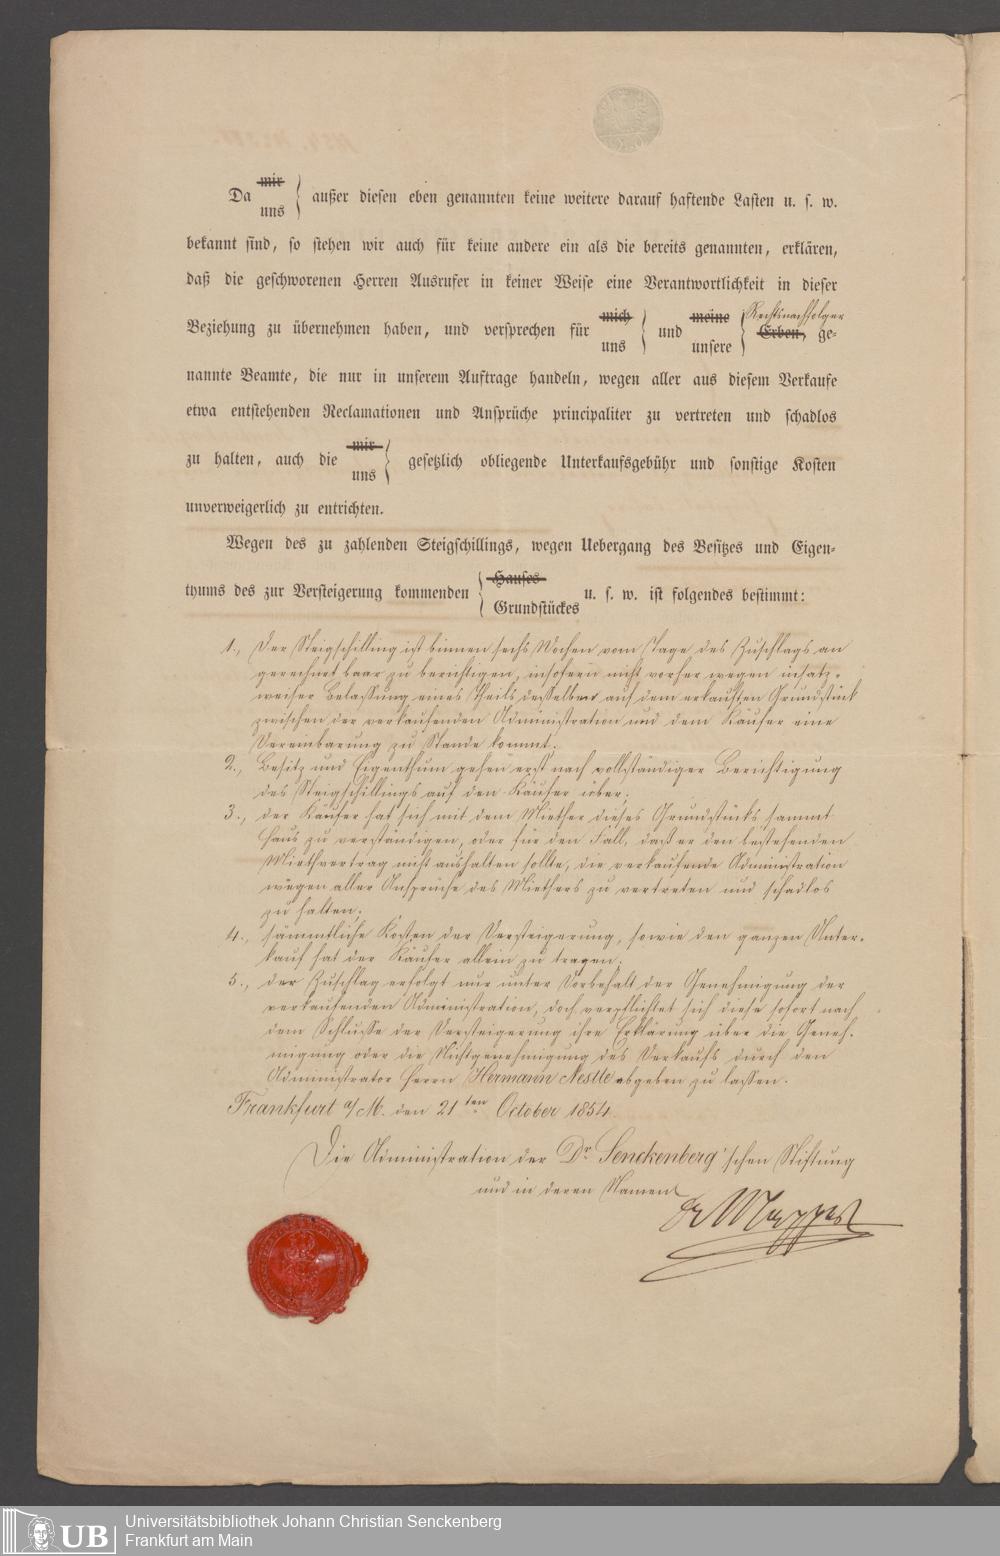 Da mir uns } außer diesen eben genannten keine weitere darauf haftende Lasten u. s. w.
bekannt sind, so stehen wir auch für keine andere ein als die bereits genannten, erklären,
daß die geschworenen Herren Ausrufer in keiner Weise eine Verantwortlichkeit in dieser
Beziehung zu übernehmen haben, und versprechen für mich uns } und meine unsere } Rechtsnachfolger Erben, ge-
nannte Beamte, die nur in unserem Auftrage handeln, wegen aller aus diesem Verkaufe
etwa entstehenden Reclamationen und Ansprüche principaliter zu vertreten und schadlos
zu halten, auch die mir uns } gesetzlich obliegende Unterkaufsgebühr und sonstige Kosten
unverweigerlich zu entrichten.
Wegen des zu zahlenden Steigschillings, wegen Uebergang des Besitzes und Eigen-
thums des zur Versteigerung kommenden { Hauses Grundstückes u. s. w. ist folgendes bestimmt:
1., Der Steigschilling ist binnen sechs Wochen vom Tage des Zuschlags an
gerechnet baar zu berichtigen, insofern nicht vorher wegen insatz-
weiser Belassung eines Theils desselben auf dem erkauften Grundstück
zwischen der verkaufenden Administration und dem Käufer eine
Vereinbarung zu Stande kommt.
2., Besitz und Eigenthum gehen erst nach vollständiger Berichtigung
des Steigschillings auf den Käufer über;
3., der Käufer hat sich mit dem Miether dieses Grundstücks sammt
Haus zu verständigen, oder für den Fall, daß er den bestehenden
Miethvertrag nicht aushalten sollte, die verkaufende Administration
wegen aller Ansprüche des Miethers zu vertreten und schadlos
zu halten;
4., sämmtliche Kosten der Versteigerung, sowie den ganzen Unter-
kauf hat der Käufer allein zu tragen;
5., der Zuschlag erfolgt nur unter Vorbehalt der Genehmigung der
verkaufenden Administration, doch verpflichtet sich diese sofort nach
dem Schlusse der Versteigerung ihre Erklärung über die Geneh-
migung oder die Nichtgenehmigung des Verkaufs durch den
Administrator Herrn Hermann Nestle abgeben zu lassen.
Frankfurt a/M. den 21ten October 1854.
Die Administration der Dr. Senckenberg'schen Stiftung
und in deren Namen
Dr Mappes
UB
Universitätsbibliothek Johann Christian Senckenberg
Frankfurt am Main